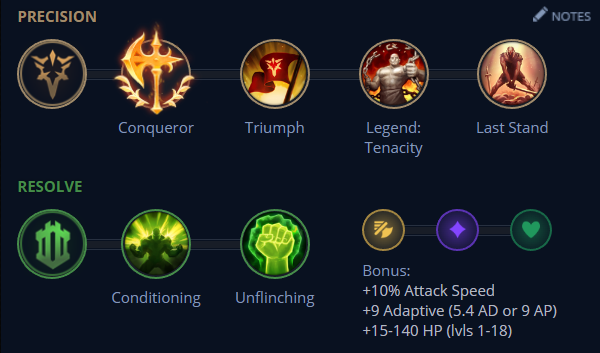 PRECISION
NOTES
Conqueror
Triumph
Legend:
Tenacity
Last Stand
RESOLVE
Conditioning
Unflinching
Bonus:
+10% Attack Speed
+9 Adaptive (5.4 AD or 9 AP)
+15-140 HP (lvls 1-18)